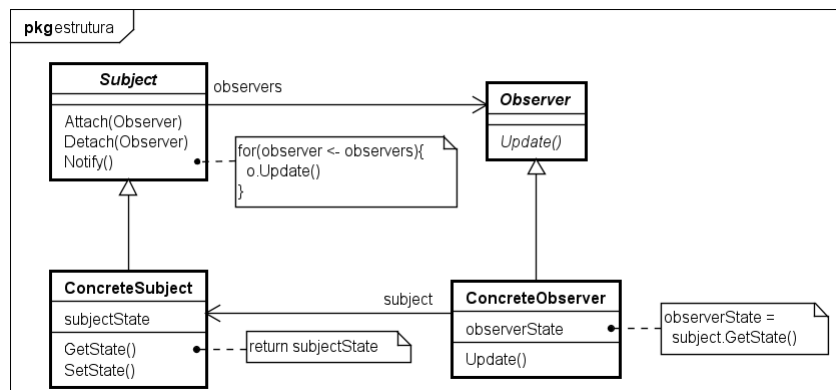 pkg estrutura
Subject
Attach(Observer)
Detach(Observer)
Notify()
observers
Observer
Update()
for(observer <- observers){
o.Update()
}
ConcreteSubject
subjectState
GetState()
SetState()
return subjectState
subject
ConcreteObserver
observerState
Update()
observerState =
subject.GetState()